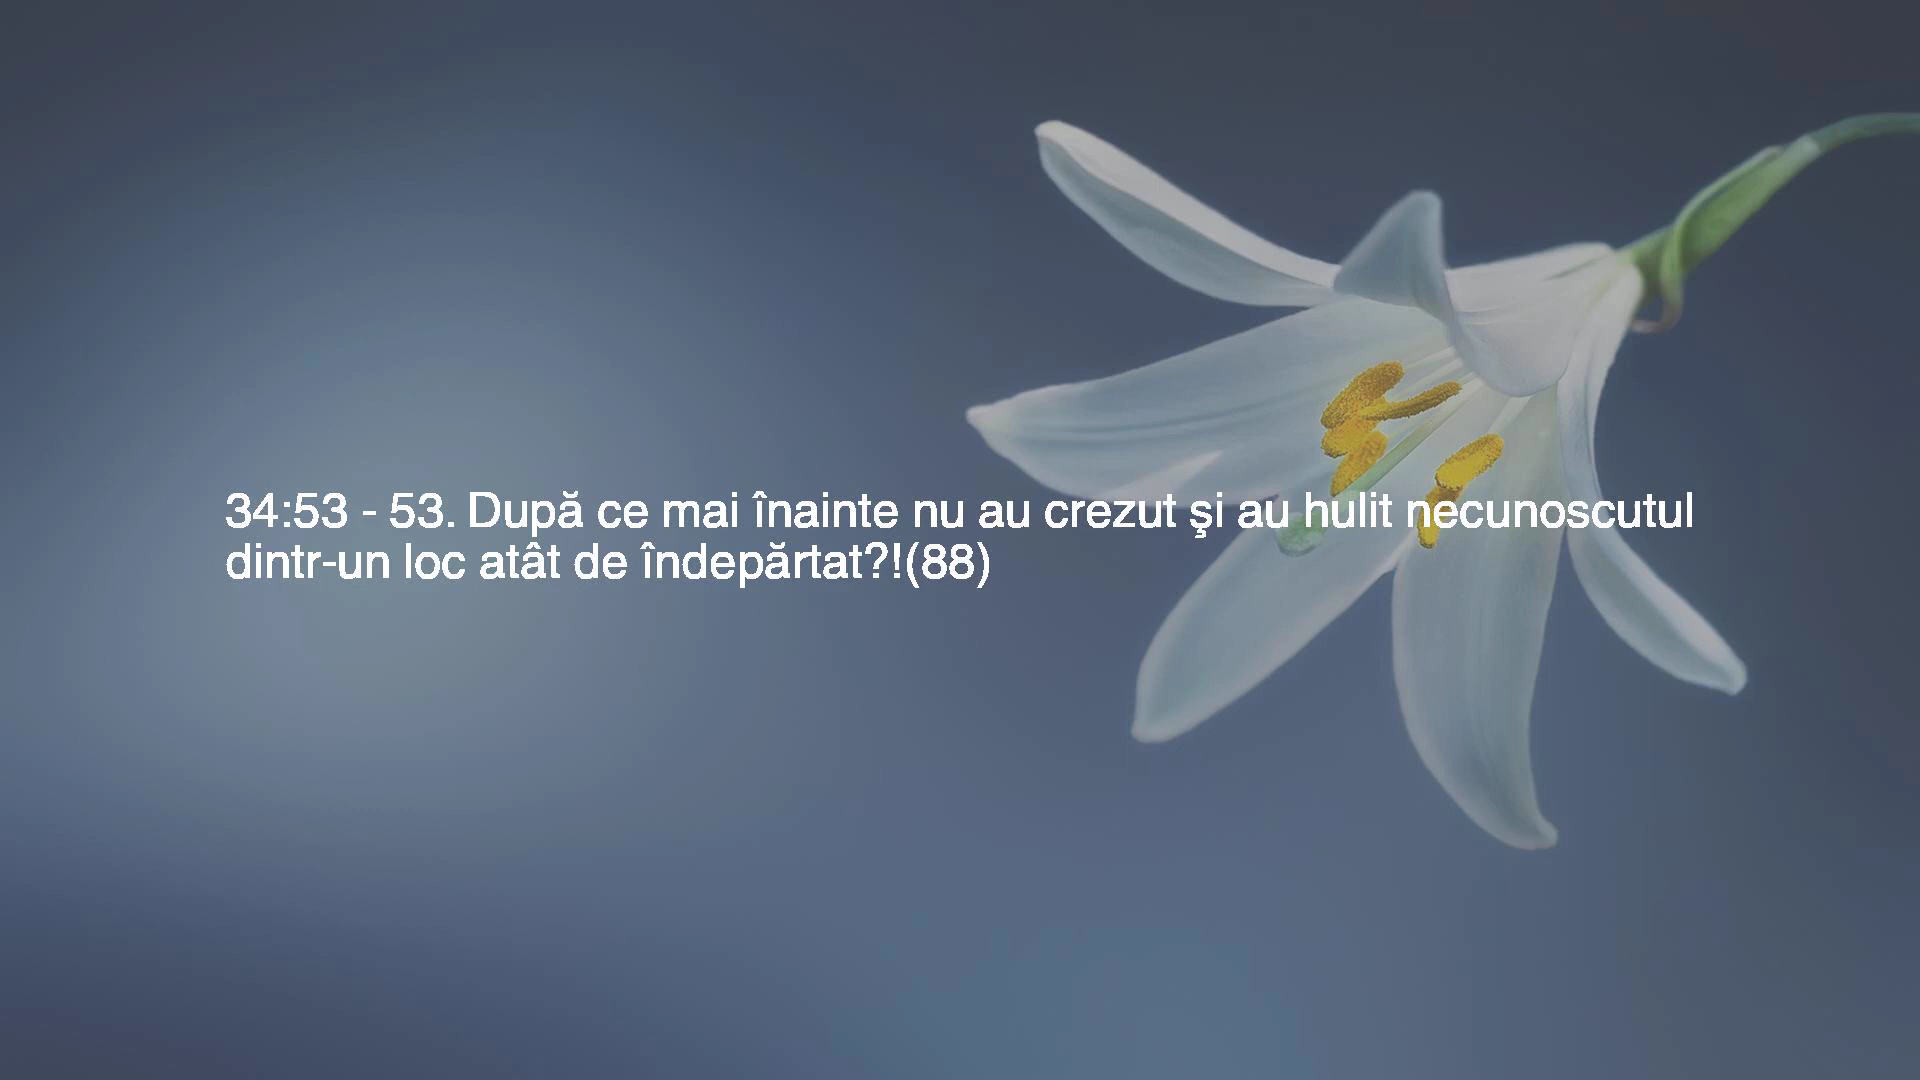 34:53 - 53. După ce mai înainte nu au crezut şi au hulit necunoscutul
dintr-un loc atât de îndepărtat?!(88)